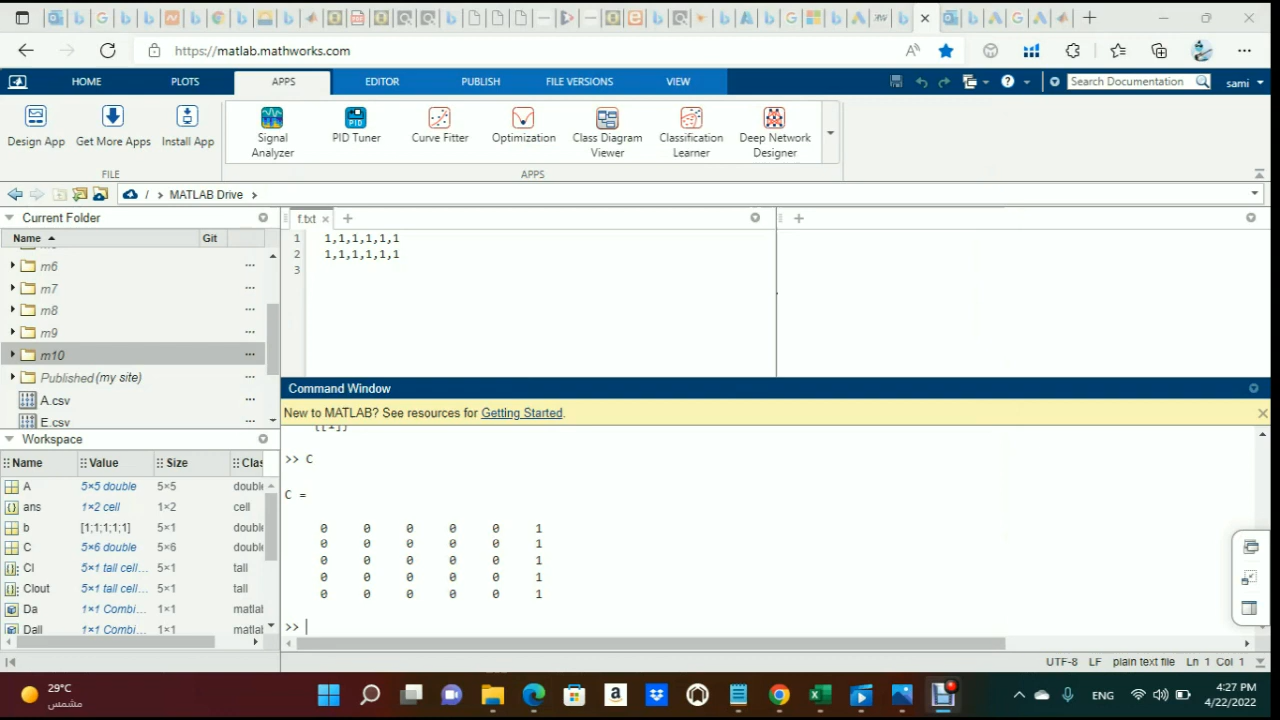 https://matlab.mathworks.com
HOME PLOTS APPS EDITOR PUBLISH FILE VERSIONS VIEW Search Documentation sami
Design App Get More Apps Install App Signal Analyzer PID Tuner Curve Fitter Optimization Class Diagram Viewer Classification Learner Deep Network Designer
FILE APPS
/ > MATLAB Drive >
Current Folder f.txt
Name Git
1 1,1,1,1,1,1
2 1,1,1,1,1,1
3
m6
m7
m8
m9
m10
Published (my site)
A.csv
E.csv
Command Window
New to MATLAB? See resources for Getting Started.
>> C
C =
0 0 0 0 0 1
0 0 0 0 0 1
0 0 0 0 0 1
0 0 0 0 0 1
0 0 0 0 0 1
>>
Workspace
Name Value Size Clas
A 5×5 double 5×5 double
ans 1×2 cell 1×2 cell
b [1;1;1;1;1] 5×1 double
C 5×6 double 5×6 double
Cl 5×1 tall cell... 5×1 tall
Clout 5×1 tall cell... 5×1 tall
Da 1×1 Combi... 1×1 matla
Dall 1×1 Combi... 1×1 matla
UTF-8 LF plain text file Ln 1 Col 1
29°C
مشمس
ENG
4:27 PM
4/22/2022